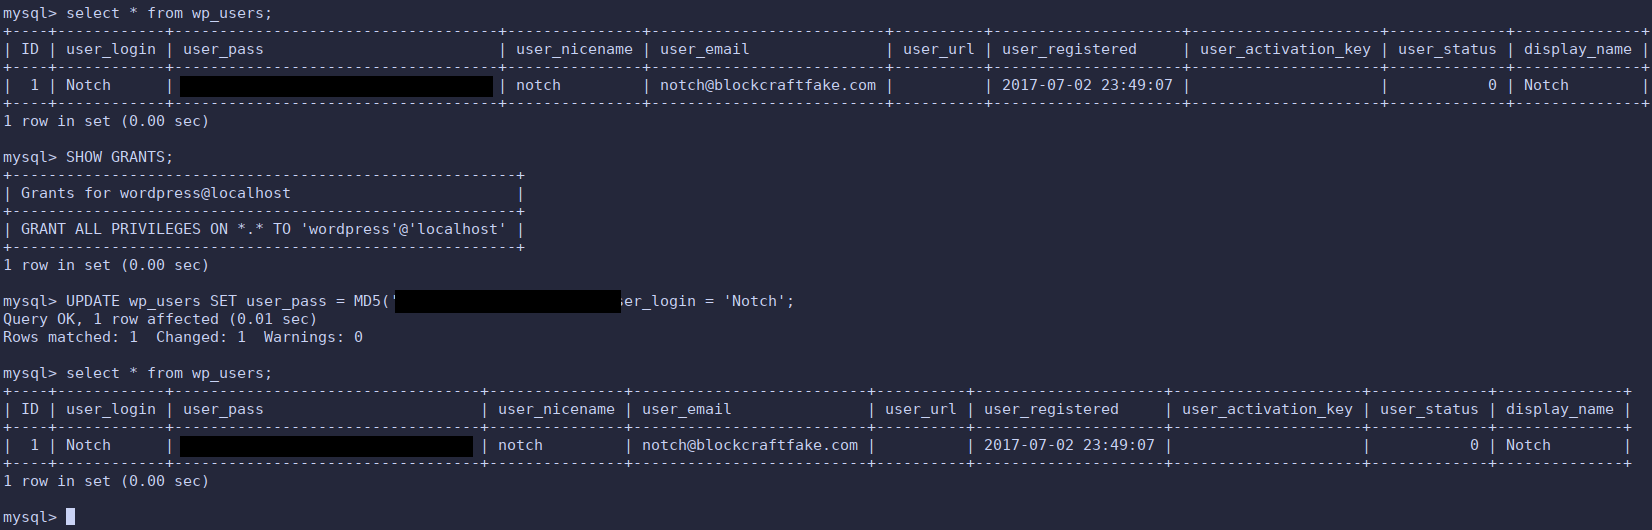 mysql> select * from wp_users;
+----+------------+------------------------------------+---------------+--------------------------+----------+---------------------+---------------------+-------------+--------------+
| ID | user_login | user_pass                          | user_nicename | user_email               | user_url | user_registered     | user_activation_key | user_status | display_name |
+----+------------+------------------------------------+---------------+--------------------------+----------+---------------------+---------------------+-------------+--------------+
|  1 | Notch      | | notch         | notch@blockcraftfake.com |          | 2017-07-02 23:49:07 |                     |           0 | Notch        |
+----+------------+------------------------------------+---------------+--------------------------+----------+---------------------+---------------------+-------------+--------------+
1 row in set (0.00 sec)
mysql> SHOW GRANTS;
+--------------------------------------------------------+
| Grants for wordpress@localhost                         |
+--------------------------------------------------------+
| GRANT ALL PRIVILEGES ON *.* TO 'wordpress'@'localhost' |
+--------------------------------------------------------+
1 row in set (0.00 sec)
mysql> UPDATE wp_users SET user_pass = MD5(' er_login = 'Notch';
Query OK, 1 row affected (0.01 sec)
Rows matched: 1  Changed: 1  Warnings: 0
mysql> select * from wp_users;
+----+------------+----------------------------------+---------------+--------------------------+----------+---------------------+---------------------+-------------+--------------+
| ID | user_login | user_pass                        | user_nicename | user_email               | user_url | user_registered     | user_activation_key | user_status | display_name |
+----+------------+----------------------------------+---------------+--------------------------+----------+---------------------+---------------------+-------------+--------------+
|  1 | Notch      | | notch         | notch@blockcraftfake.com |          | 2017-07-02 23:49:07 |                     |           0 | Notch        |
+----+------------+----------------------------------+---------------+--------------------------+----------+---------------------+---------------------+-------------+--------------+
1 row in set (0.00 sec)
mysql>